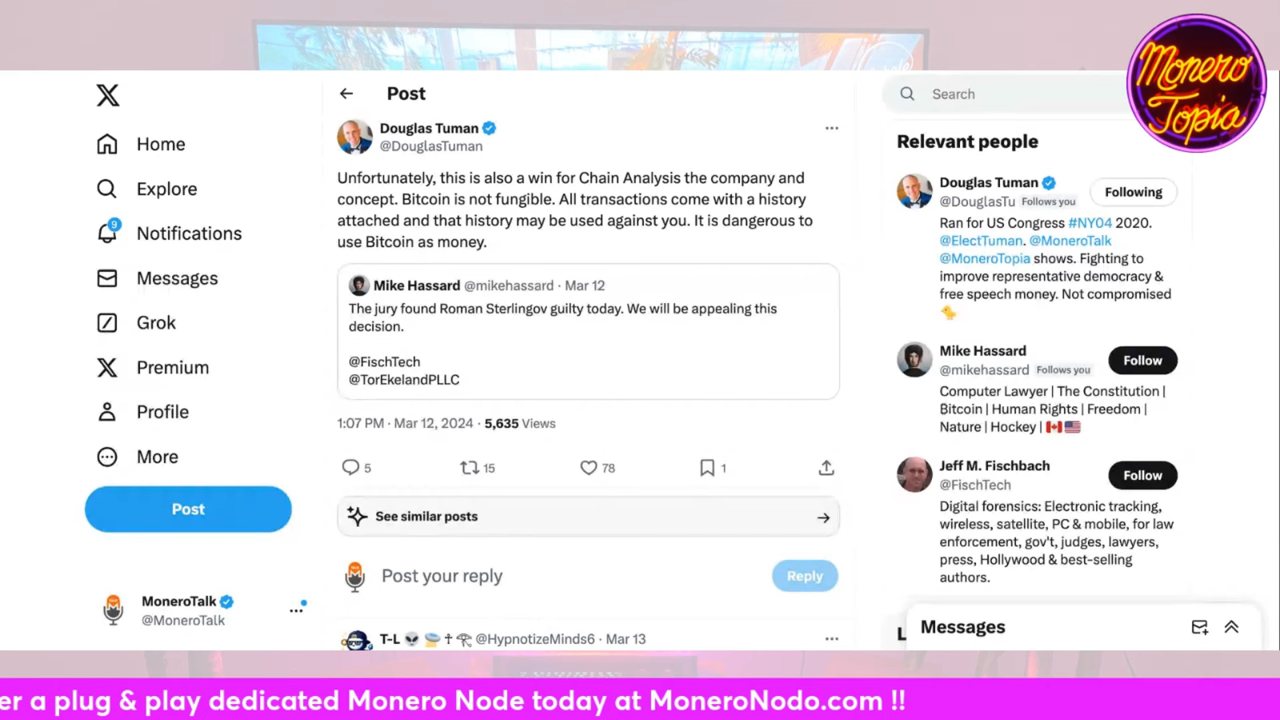 Monero
Topia
X
Home
Explore
9
Notifications
Messages
Grok
Premium
Profile
More
Post
MoneroTalk
@MoneroTalk
Post
Douglas Tuman
@DouglasTuman
Unfortunately, this is also a win for Chain Analysis the company and
concept. Bitcoin is not fungible. All transactions come with a history
attached and that history may be used against you. It is dangerous to
use Bitcoin as money.
Mike Hassard @mikehassard · Mar 12
The jury found Roman Sterlingov guilty today. We will be appealing this
decision.
@FischTech
@TorEkelandPLLC
1:07 PM · Mar 12, 2024 · 5,635 Views
5 15 78 1
See similar posts
Post your reply
Reply
T-L @HypnotizeMinds6 · Mar 13
Search
Relevant people
Douglas Tuman
@DouglasTu Follows you
Following
Ran for US Congress #NY04 2020.
@ElectTuman. @MoneroTalk
@MoneroTopia shows. Fighting to
improve representative democracy &
free speech money. Not compromised
Mike Hassard
@mikehassard Follows you
Follow
Computer Lawyer | The Constitution |
Bitcoin | Human Rights | Freedom |
Nature | Hockey |
Jeff M. Fischbach
@FischTech
Follow
Digital forensics: Electronic tracking,
wireless, satellite, PC & mobile, for law
enforcement, gov't, judges, lawyers,
press, Hollywood & best-selling
authors.
Messages
er a plug & play dedicated Monero Node today at MoneroNodo.com !!